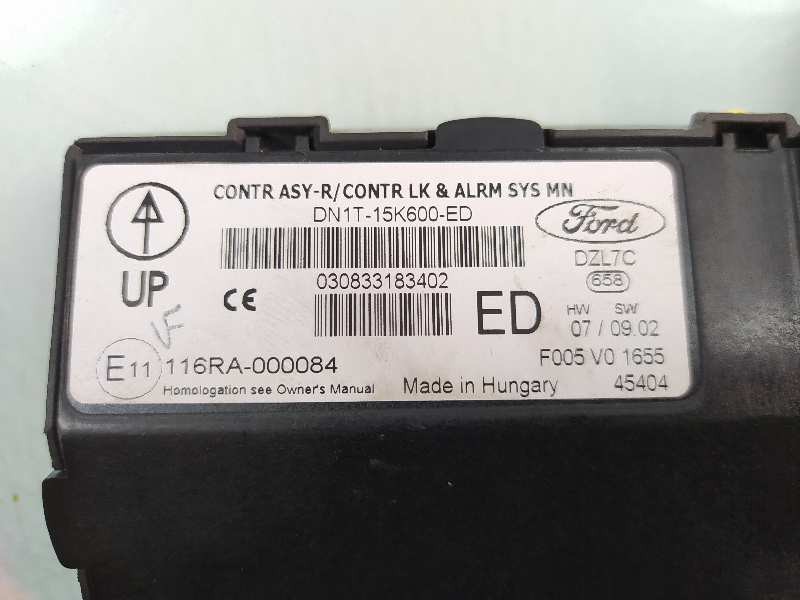 CONTR ASY-R/CONTR LK & ALRM SYS MN
DN1T-15K600-ED
Ford
UP
CE
030833183402
ED
DZL7C
658
HW SW
07 / 09.02
E11 116RA-000084
F005 V0 1655
Homologation see Owner's Manual
Made in Hungary
45404